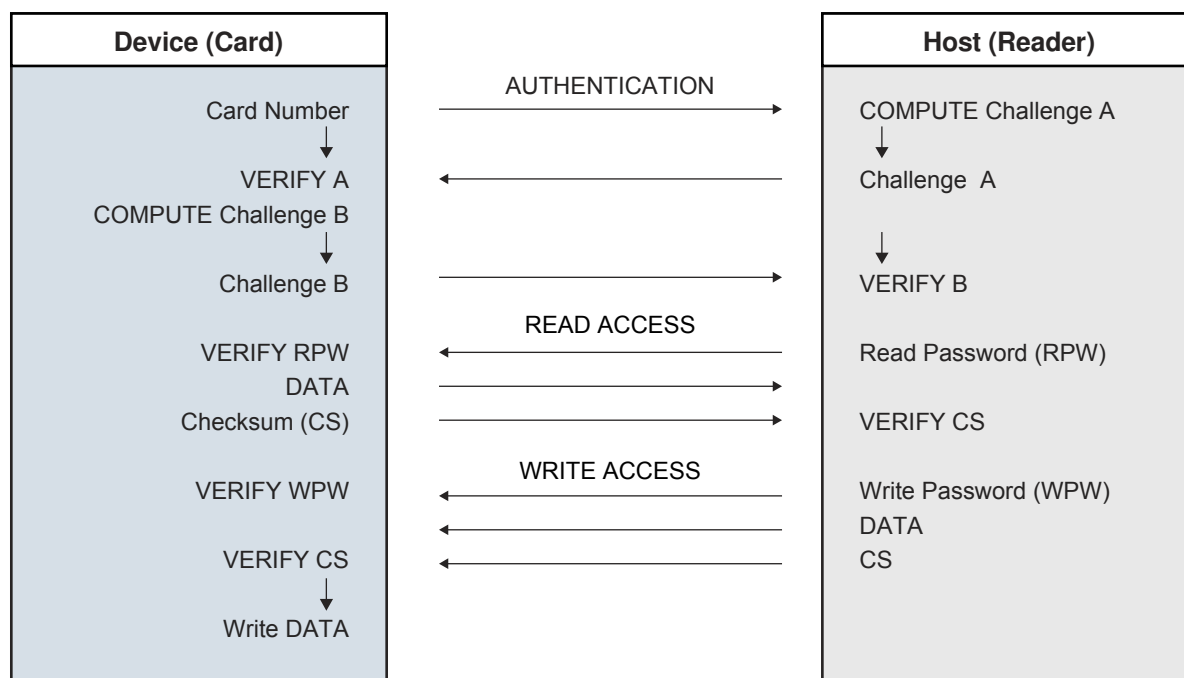 Device (Card)
Host (Reader)
AUTHENTICATION
Card Number
COMPUTE Challenge A
VERIFY A
Challenge A
COMPUTE Challenge B
Challenge B
VERIFY B
READ ACCESS
VERIFY RPW
Read Password (RPW)
DATA
Checksum (CS)
VERIFY CS
WRITE ACCESS
VERIFY WPW
Write Password (WPW)
DATA
VERIFY CS
CS
Write DATA